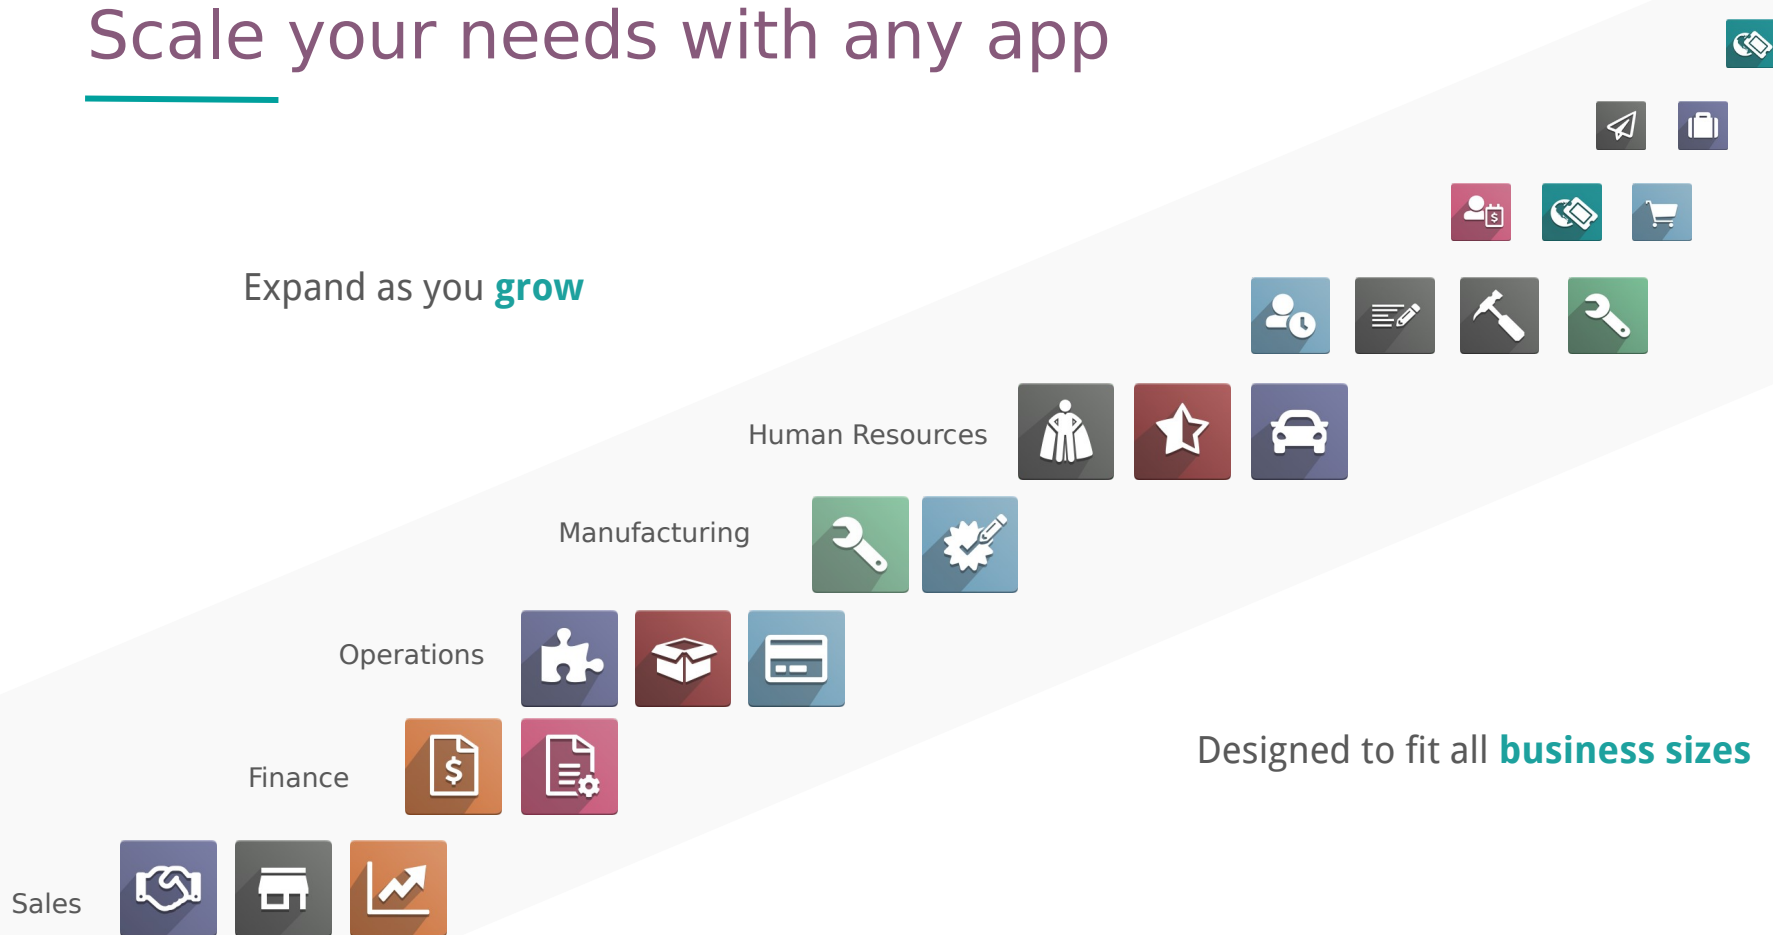 Scale your needs with any app
Expand as you grow
Human Resources
Manufacturing
Operations
Designed to fit all business sizes
Finance
Sales